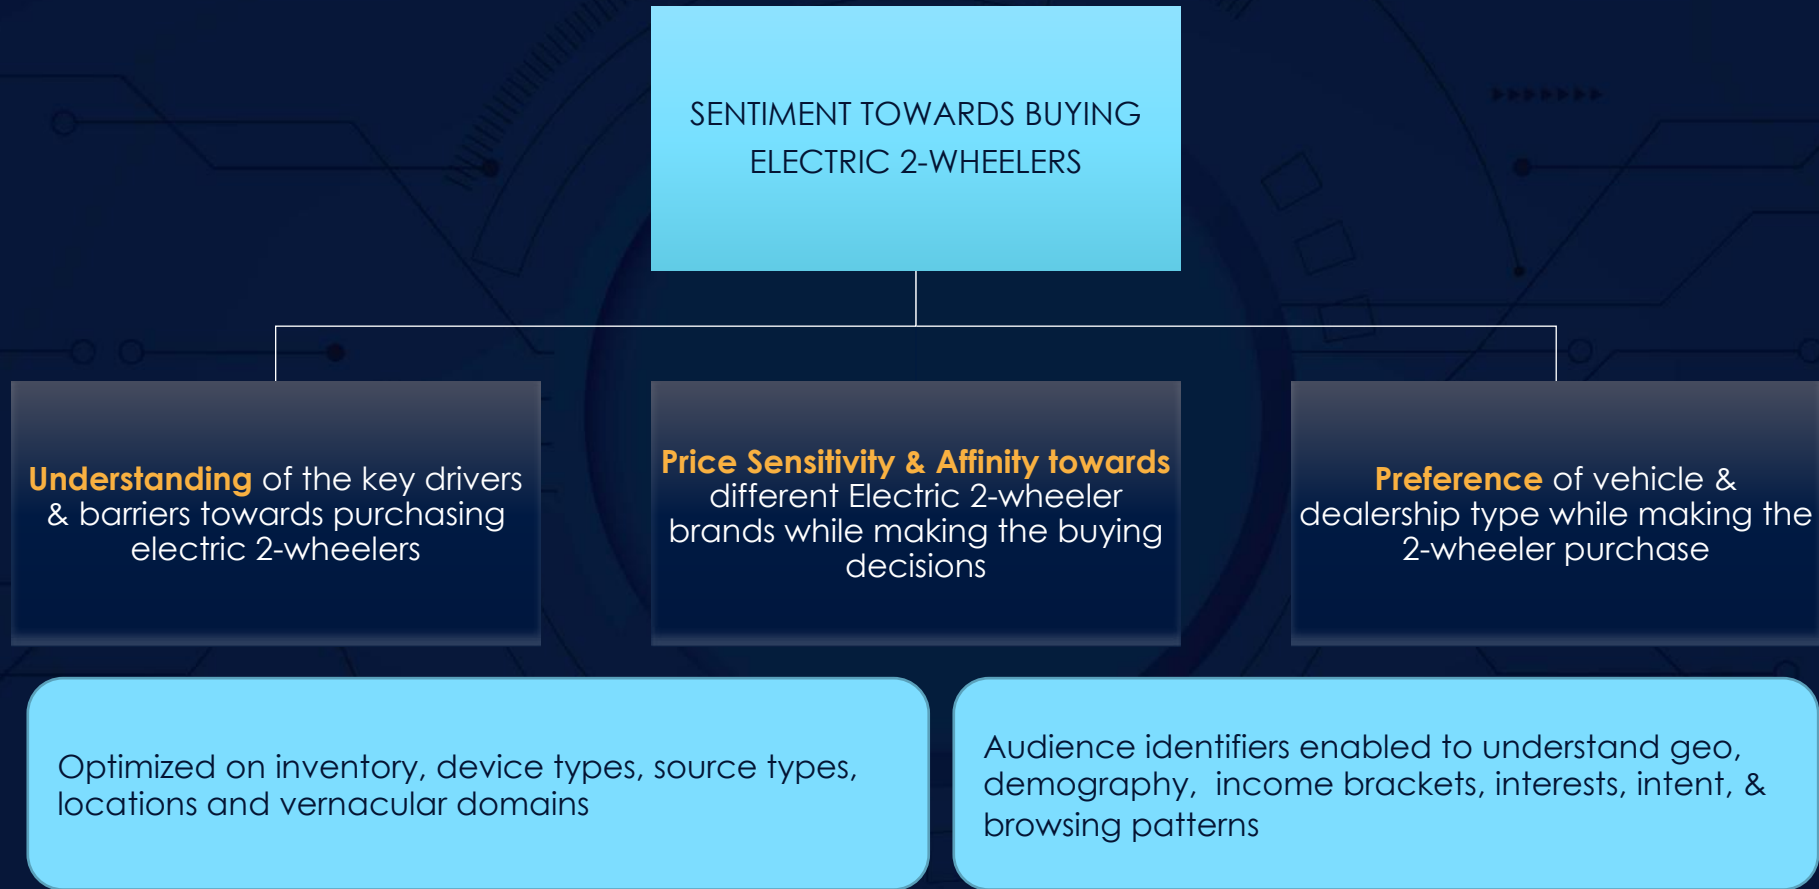 SENTIMENT TOWARDS BUYING
ELECTRIC 2-WHEELERS
Understanding of the key drivers
& barriers towards purchasing
electric 2-wheelers
Price Sensitivity & Affinity towards
different Electric 2-wheeler
brands while making the buying
decisions
Preference of vehicle &
dealership type while making the
2-wheeler purchase
Optimized on inventory, device types, source types,
locations and vernacular domains
Audience identifiers enabled to understand geo,
demography, income brackets, interests, intent, &
browsing patterns